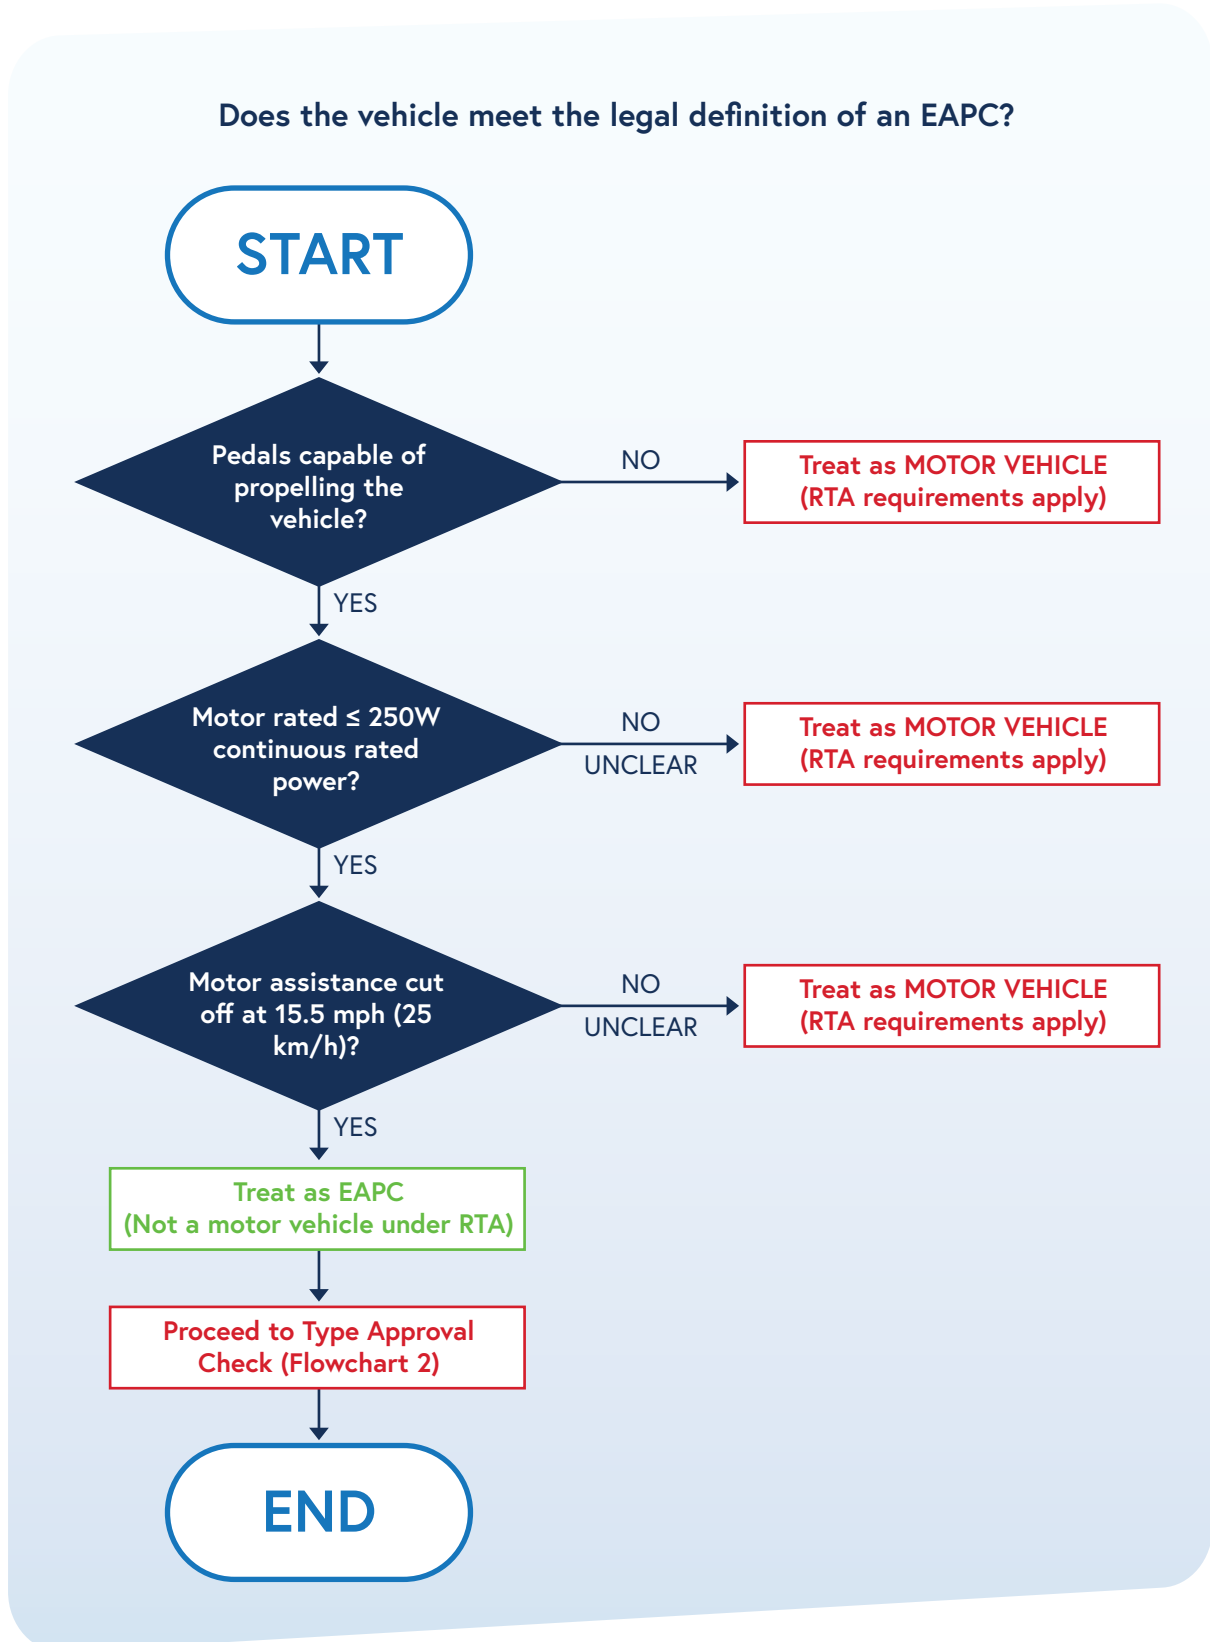 Does the vehicle meet the legal definition of an EAPC?
START
Pedals capable of
propelling the
vehicle?
NO
Treat as MOTOR VEHICLE
(RTA requirements apply)
YES
Motor rated ≤ 250W
continuous rated
power?
NO
UNCLEAR
Treat as MOTOR VEHICLE
(RTA requirements apply)
YES
Motor assistance cut
off at 15.5 mph (25
km/h)?
NO
UNCLEAR
Treat as MOTOR VEHICLE
(RTA requirements apply)
YES
Treat as EAPC
(Not a motor vehicle under RTA)
Proceed to Type Approval
Check (Flowchart 2)
END